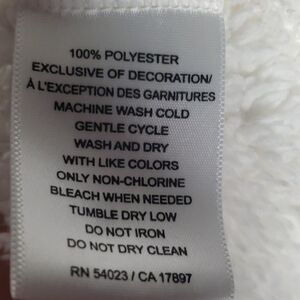 100% POLYESTER
EXCLUSIVE OF DECORATION/
À L'EXCEPTION DES GARNITURES
MACHINE WASH COLD
GENTLE CYCLE
WASH AND DRY
WITH LIKE COLORS
ONLY NON-CHLORINE
BLEACH WHEN NEEDED
TUMBLE DRY LOW
DO NOT IRON
DO NOT DRY CLEAN
RN 54023 / CA 17897